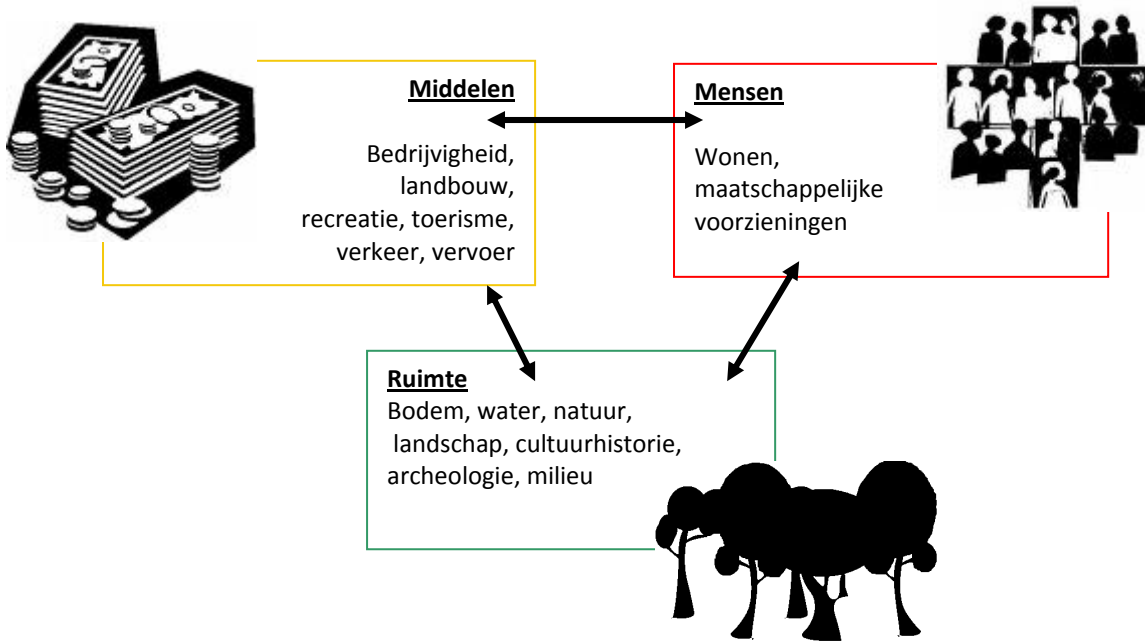 Middelen
Bedrijvigheid,
landbouw,
recreatie, toerisme,
verkeer, vervoer
Mensen
Wonen,
maatschappelijke
voorzieningen
Ruimte
Bodem, water, natuur,
landschap, cultuurhistorie,
archeologie, milieu